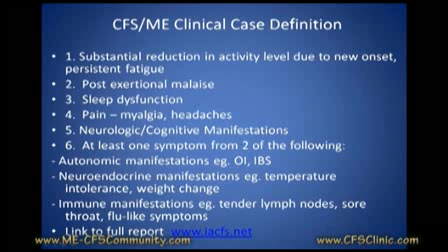 CFS/ME Clinical Case Definition
• 1. Substantial reduction in activity level due to new onset,
persistent fatigue
• 2. Post exertional malaise
• 3. Sleep dysfunction
• 4. Pain – myalgia, headaches
• 5. Neurologic/Cognitive Manifestations
• 6. At least one symptom from 2 of the following:
- Autonomic manifestations eg. OI, IBS
- Neuroendocrine manifestations eg. temperature
intolerance, weight change
- Immune manifestations eg. tender lymph nodes, sore
throat, flu-like symptoms
• Link to full report www.iacfs.net
www.ME-CFSCommunity.com www.CFSClinic.com